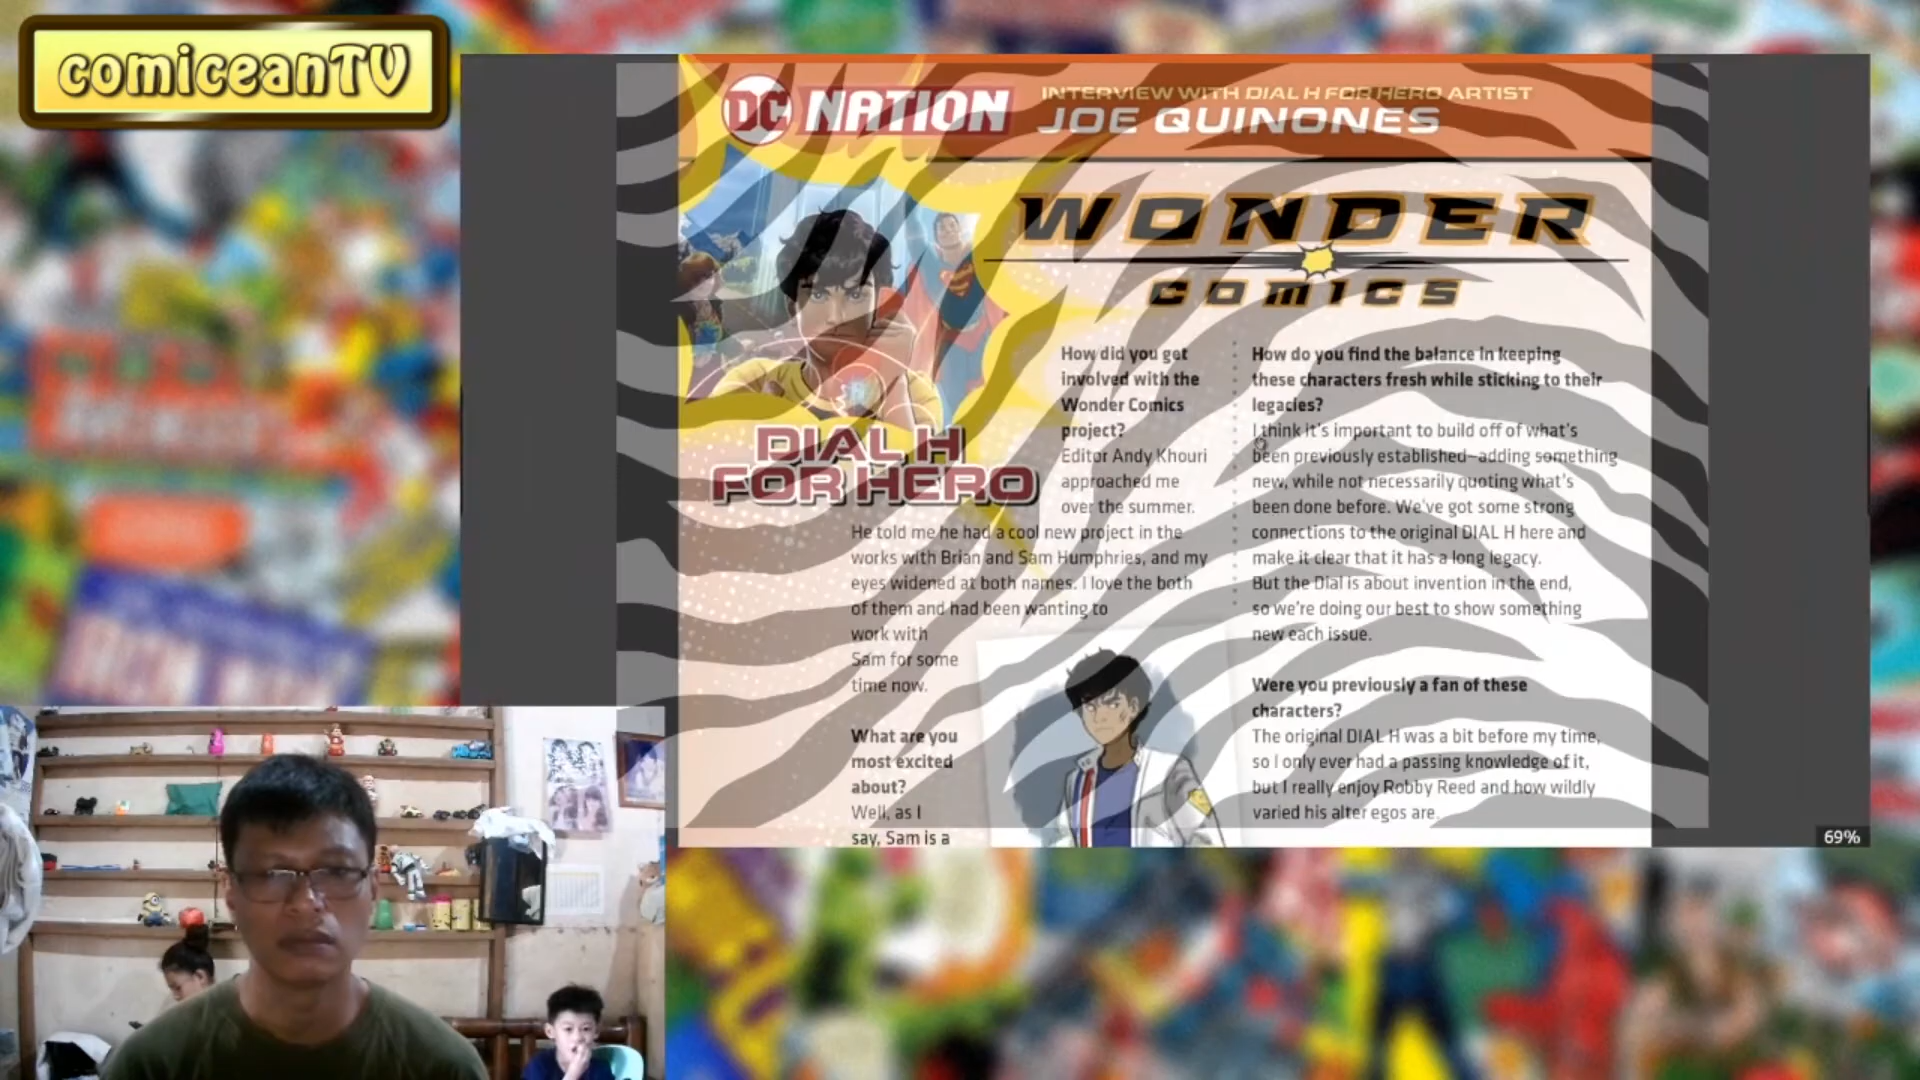 comiceanTV
DC NATION
INTERVIEW WITH DIAL H FOR HERO ARTIST
JOE QUINONES
WONDER
COMICS
DIAL H
FOR HERO
How did you get
involved with the
Wonder Comics
project?
Editor Andy Khouri
approached me
over the summer.
He told me he had a cool new project in the
works with Brian and Sam Humphries, and my
eyes widened at both names. I love the both
of them and had been wanting to
work with
Sam for some
time now.
What are you
most excited
about?
Well, as I
say, Sam is a
How do you find the balance in keeping
these characters fresh while sticking to their
legacies?
I think it's important to build off of what's
been previously established—adding something
new, while not necessarily quoting what's
been done before. We've got some strong
connections to the original DIAL H here and
make it clear that it has a long legacy.
But the Dial is about invention in the end,
so we're doing our best to show something
new each issue.
Were you previously a fan of these
characters?
The original DIAL H was a bit before my time,
so I only ever had a passing knowledge of it,
but I really enjoy Robby Reed and how wildly
varied his alter egos are.
69%